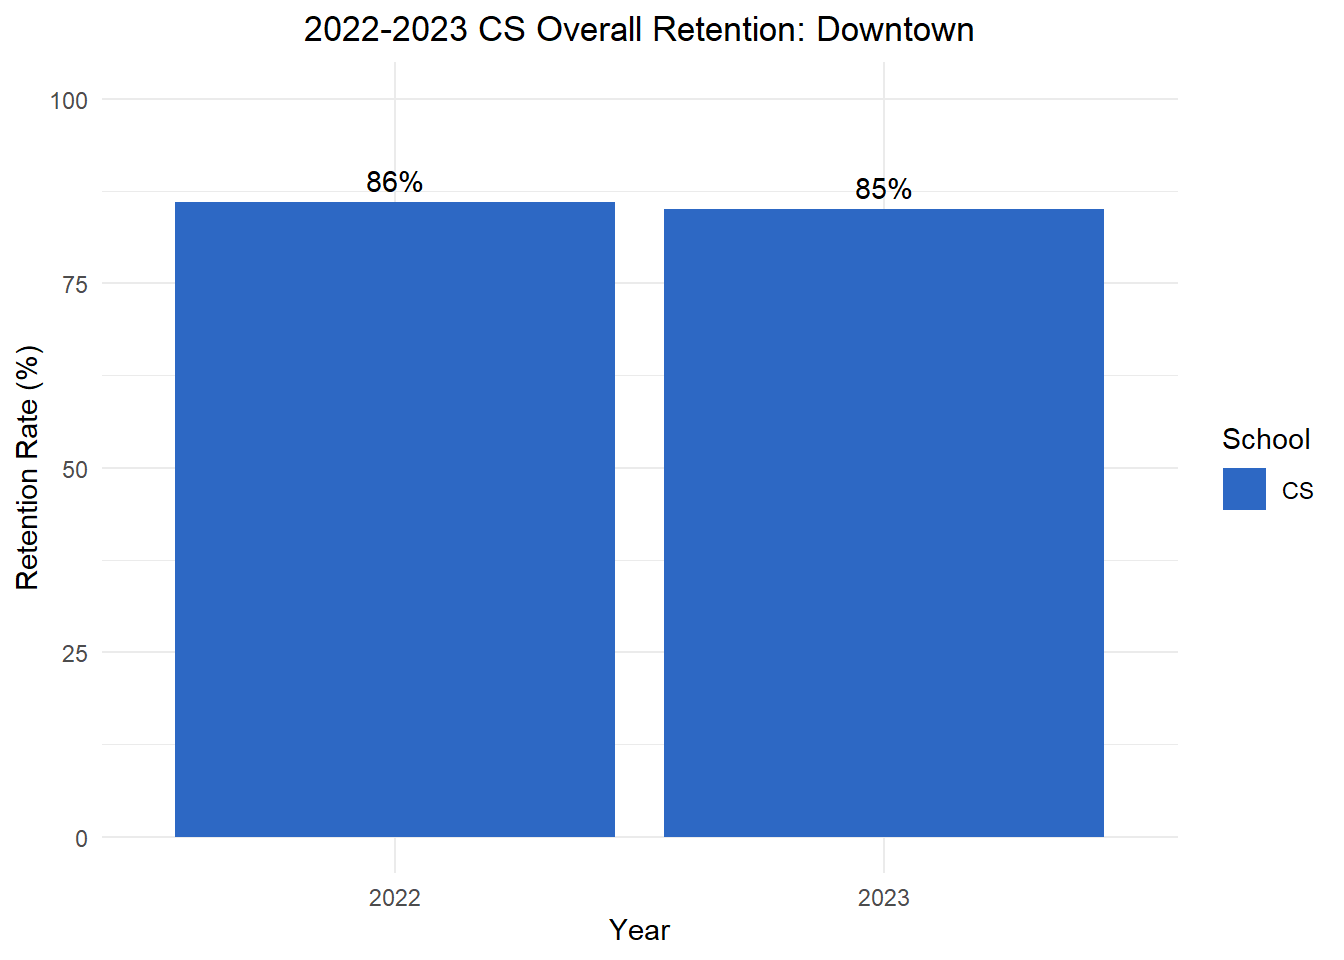 2022-2023 CS Overall Retention: Downtown
100
75
50
25
0
Retention Rate (%)
86%
85%
2022
2023
Year
School
CS